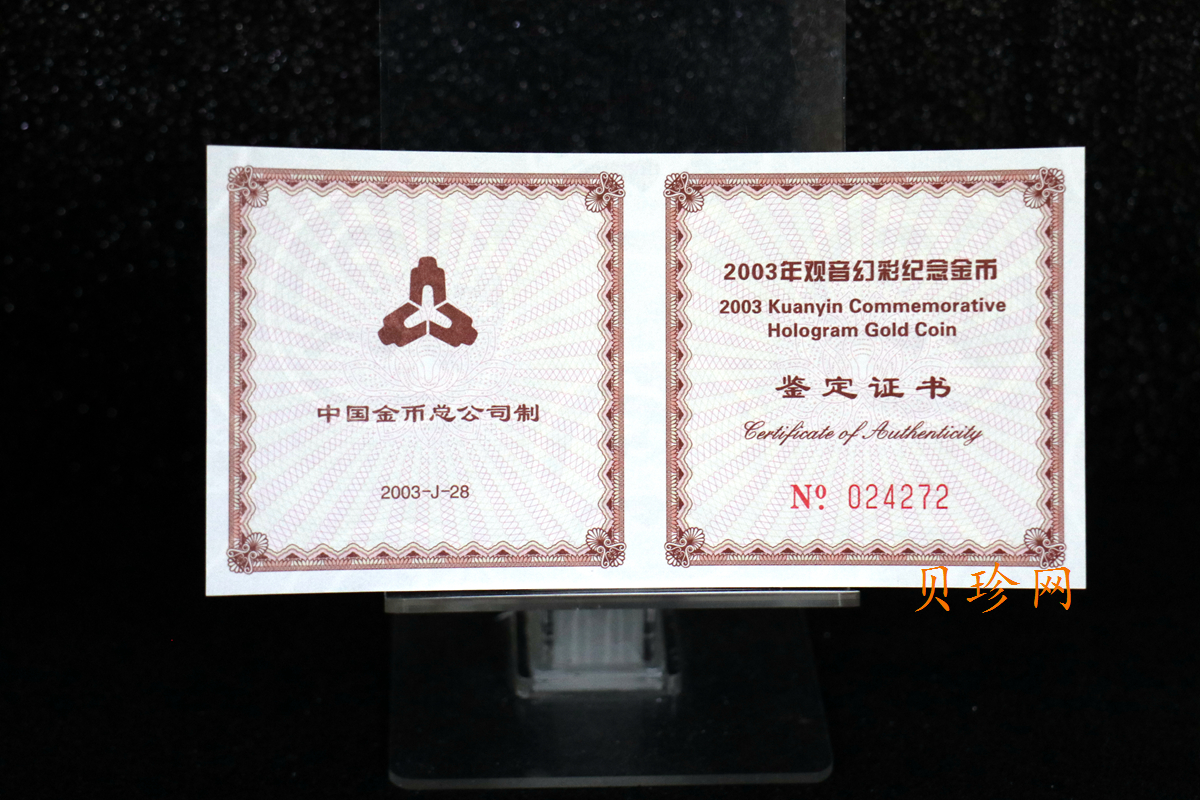 中国金币总公司制
2003-J-28
2003年观音幻彩纪念金币
2003 Kuanyin Commemorative
Hologram Gold Coin
鉴定证书
Certificate of Authenticity
Nº. 024272
贝珍网